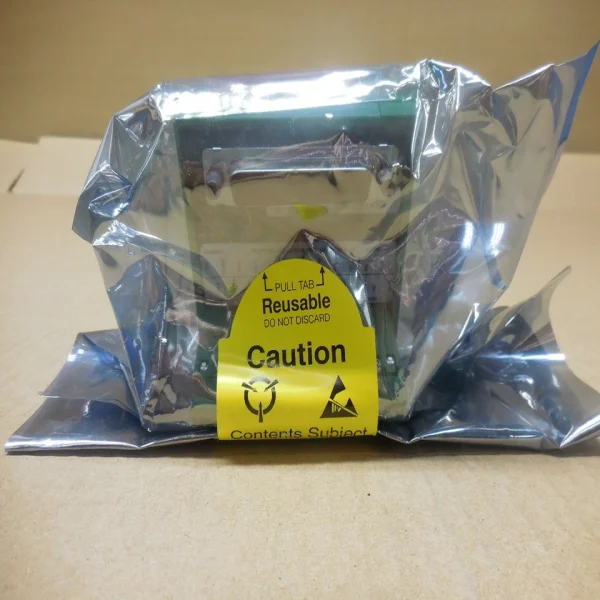 PULL TAB
Reusable
DO NOT DISCARD
Caution
Contents Subject